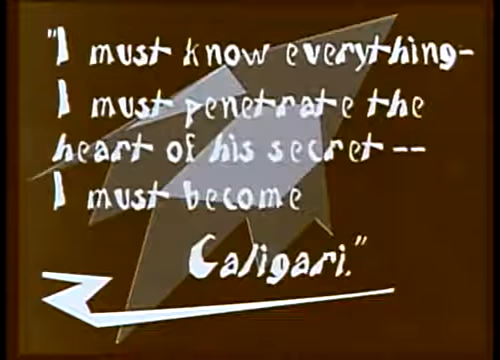 "I must know everything-
I must penetrate the
heart of his secret--
I must become
Caligari."